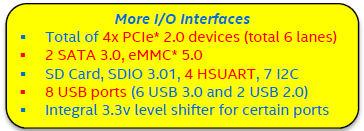 More I/O Interfaces
▪ Total of 4x PCIe* 2.0 devices (total 6 lanes)
▪ 2 SATA 3.0, eMMC* 5.0
▪ SD Card, SDIO 3.01, 4 HSUART, 7 I2C
▪ 8 USB ports (6 USB 3.0 and 2 USB 2.0)
▪ Integral 3.3v level shifter for certain ports